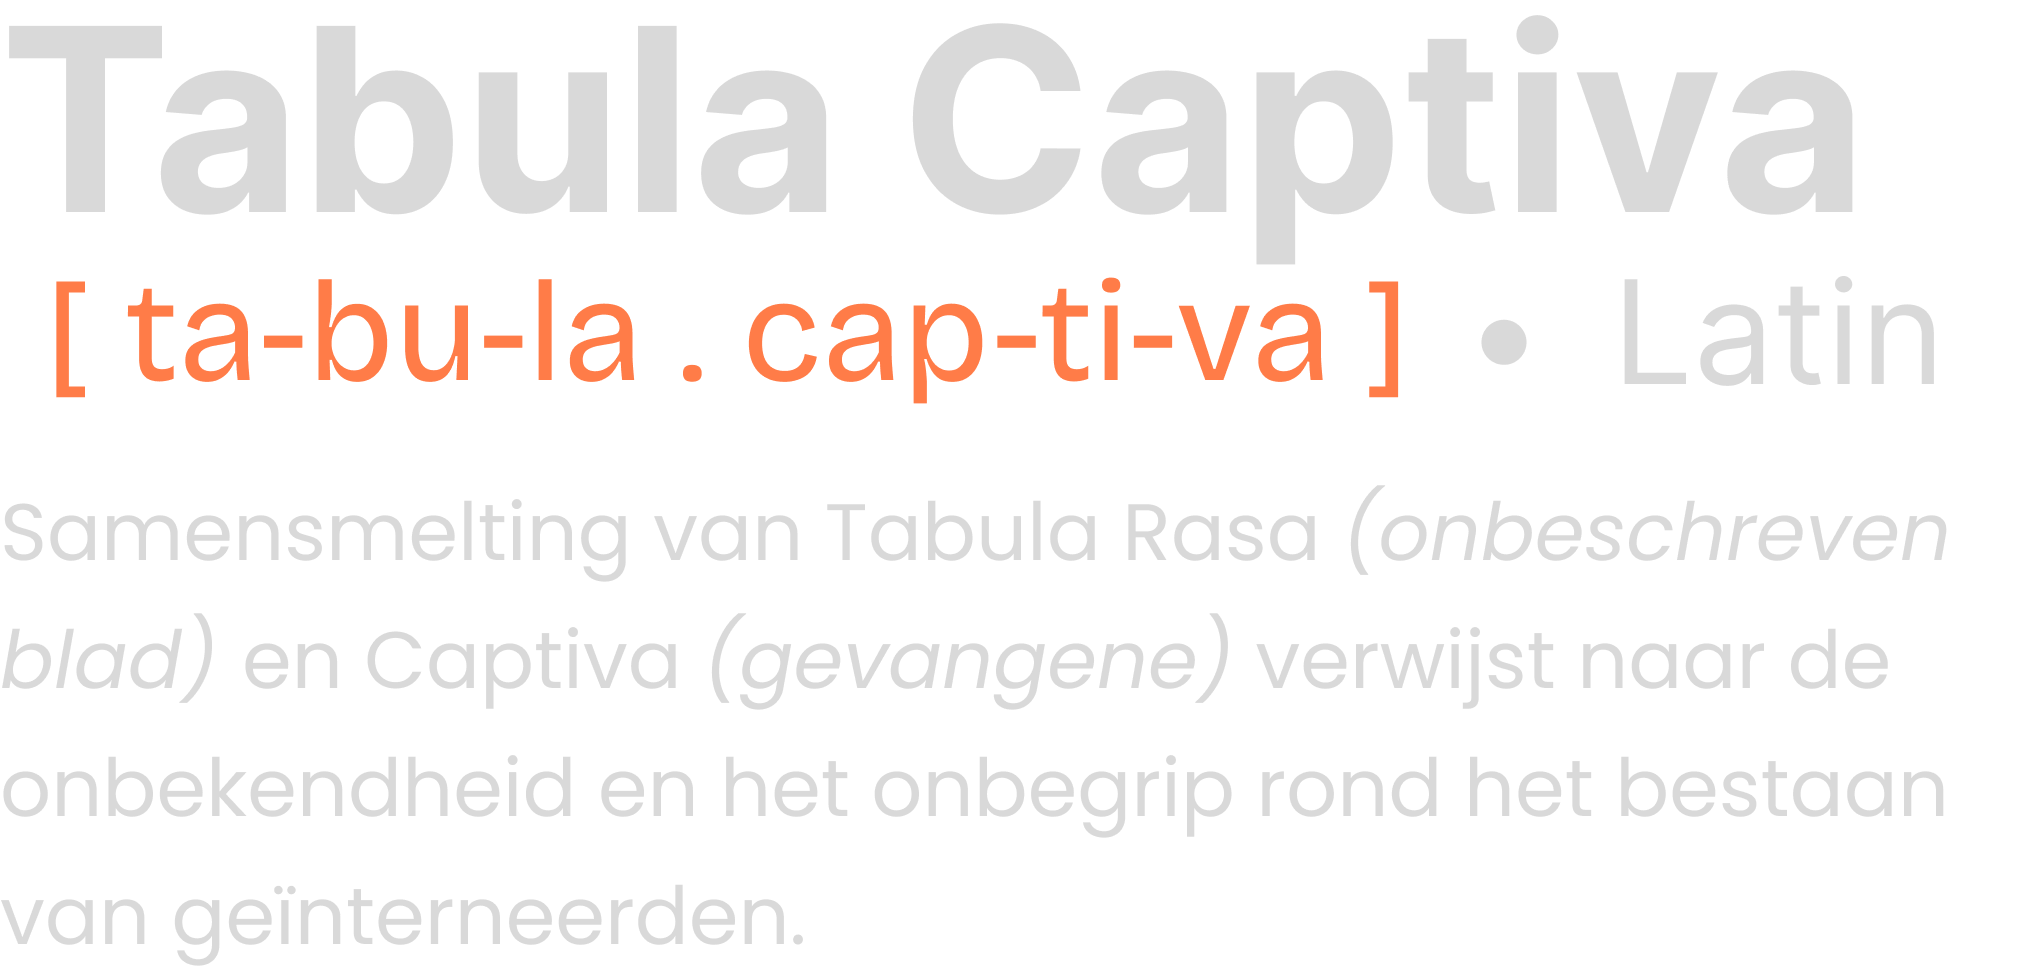 Tabula Captiva
[ ta-bu-la . cap-ti-va ] • Latin
Samensmelting van Tabula Rasa (onbeschreven
blad) en Captiva (gevangene) verwijst naar de
onbekendheid en het onbegrip rond het bestaan
van geïnterneerden.